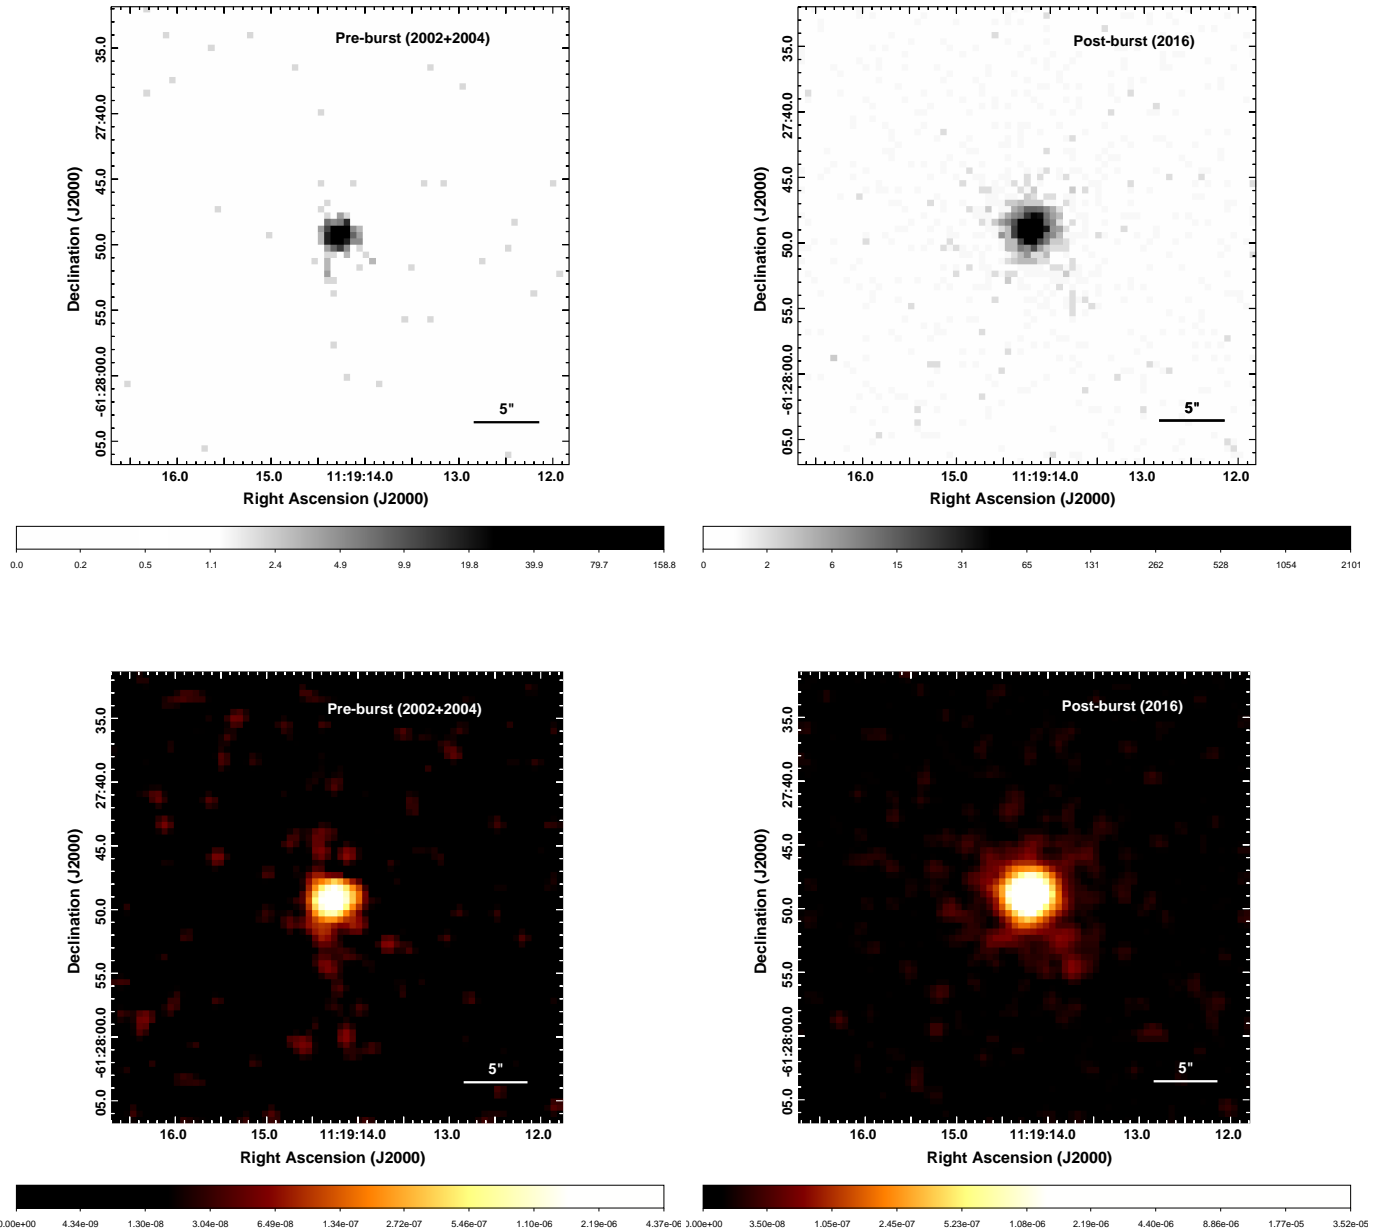 Pre-burst (2002+2004)
35.0
27:40.0
45.0
50.0
55.0
-61:28:00.0
05.0
Declination (J2000)
5"
16.0 15.0 11:19:14.0 13.0 12.0
Right Ascension (J2000)
0.0 0.2 0.5 1.1 2.4 4.9 9.9 19.8 39.9 79.7 158.8
Post-burst (2016)
35.0
27:40.0
45.0
50.0
55.0
-61:28:00.0
05.0
Declination (J2000)
5"
16.0 15.0 11:19:14.0 13.0 12.0
Right Ascension (J2000)
0 2 6 15 31 65 131 262 528 1054 2101
Pre-burst (2002+2004)
35.0
27:40.0
45.0
50.0
55.0
-61:28:00.0
05.0
Declination (J2000)
5"
16.0 15.0 11:19:14.0 13.0 12.0
Right Ascension (J2000)
0.00e+00 4.34e-09 1.30e-08 3.04e-08 6.49e-08 1.34e-07 2.72e-07 5.46e-07 1.10e-06 2.19e-06 4.37e-0
Post-burst (2016)
35.0
27:40.0
45.0
50.0
55.0
-61:28:00.0
05.0
Declination (J2000)
5"
16.0 15.0 11:19:14.0 13.0 12.0
Right Ascension (J2000)
0.00e+00 3.50e-08 1.05e-07 2.45e-07 5.23e-07 1.08e-06 2.19e-06 4.40e-06 8.86e-06 1.77e-05 3.52e-05